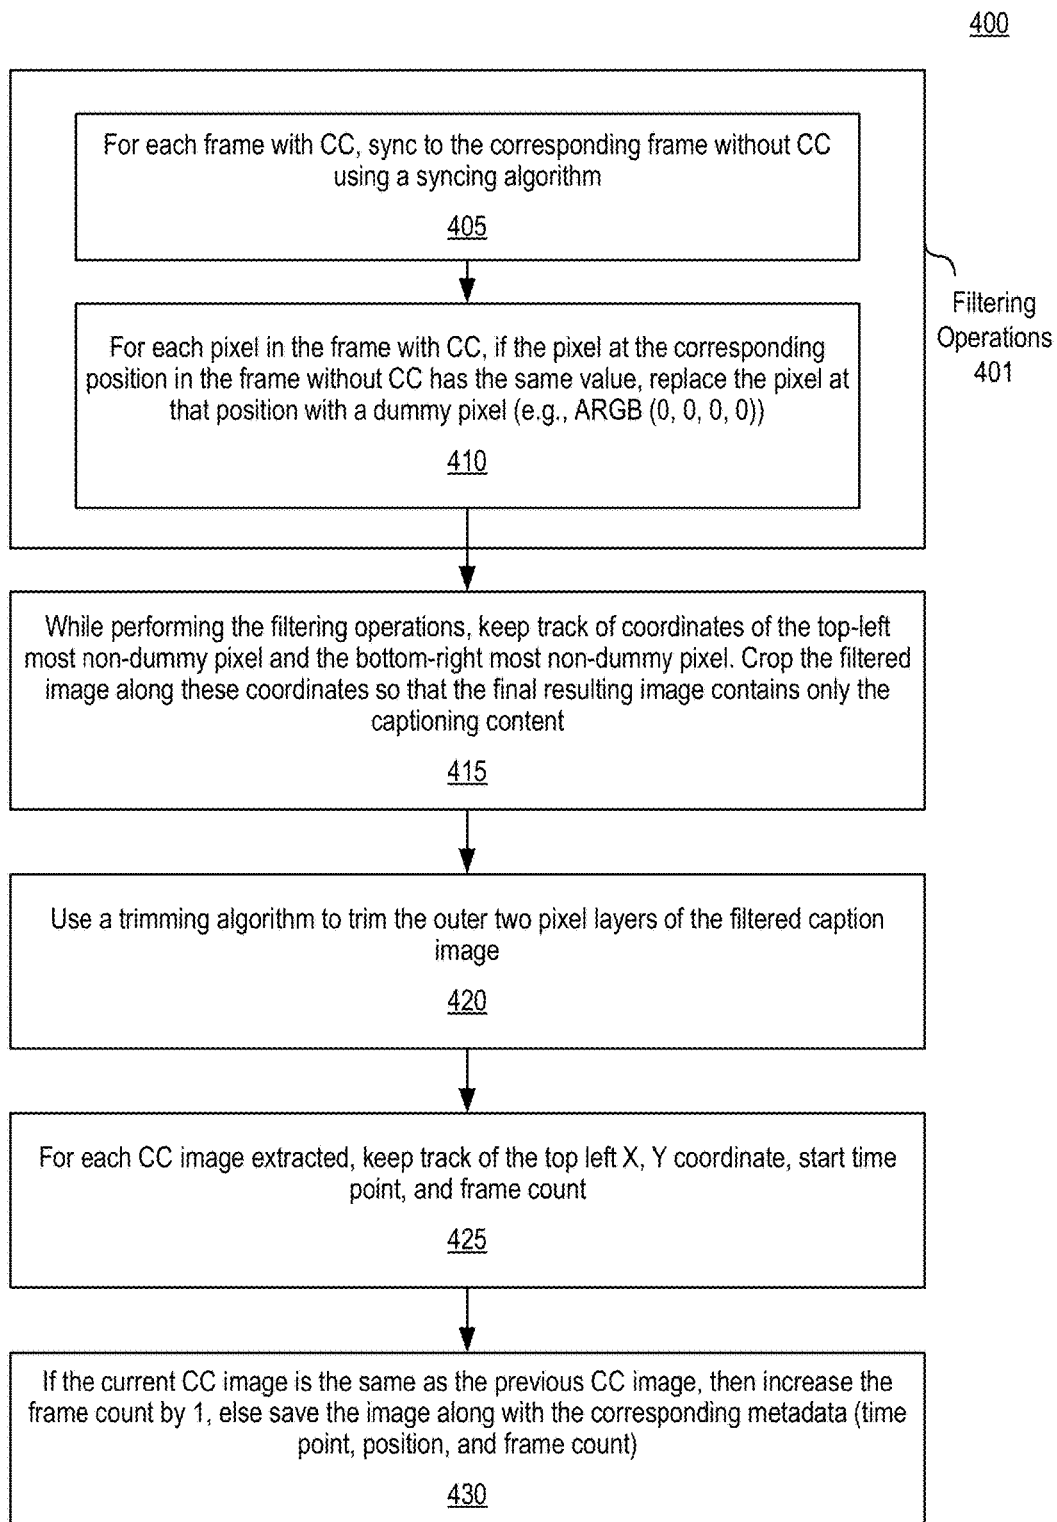 400
For each frame with CC, sync to the corresponding frame without CC
using a syncing algorithm
405
For each pixel in the frame with CC, if the pixel at the corresponding
position in the frame without CC has the same value, replace the pixel at
that position with a dummy pixel (e.g., ARGB (0, 0, 0, 0))
410
Filtering
Operations
401
While performing the filtering operations, keep track of coordinates of the top-left
most non-dummy pixel and the bottom-right most non-dummy pixel. Crop the filtered
image along these coordinates so that the final resulting image contains only the
captioning content
415
Use a trimming algorithm to trim the outer two pixel layers of the filtered caption
image
420
For each CC image extracted, keep track of the top left X, Y coordinate, start time
point, and frame count
425
If the current CC image is the same as the previous CC image, then increase the
frame count by 1, else save the image along with the corresponding metadata (time
point, position, and frame count)
430